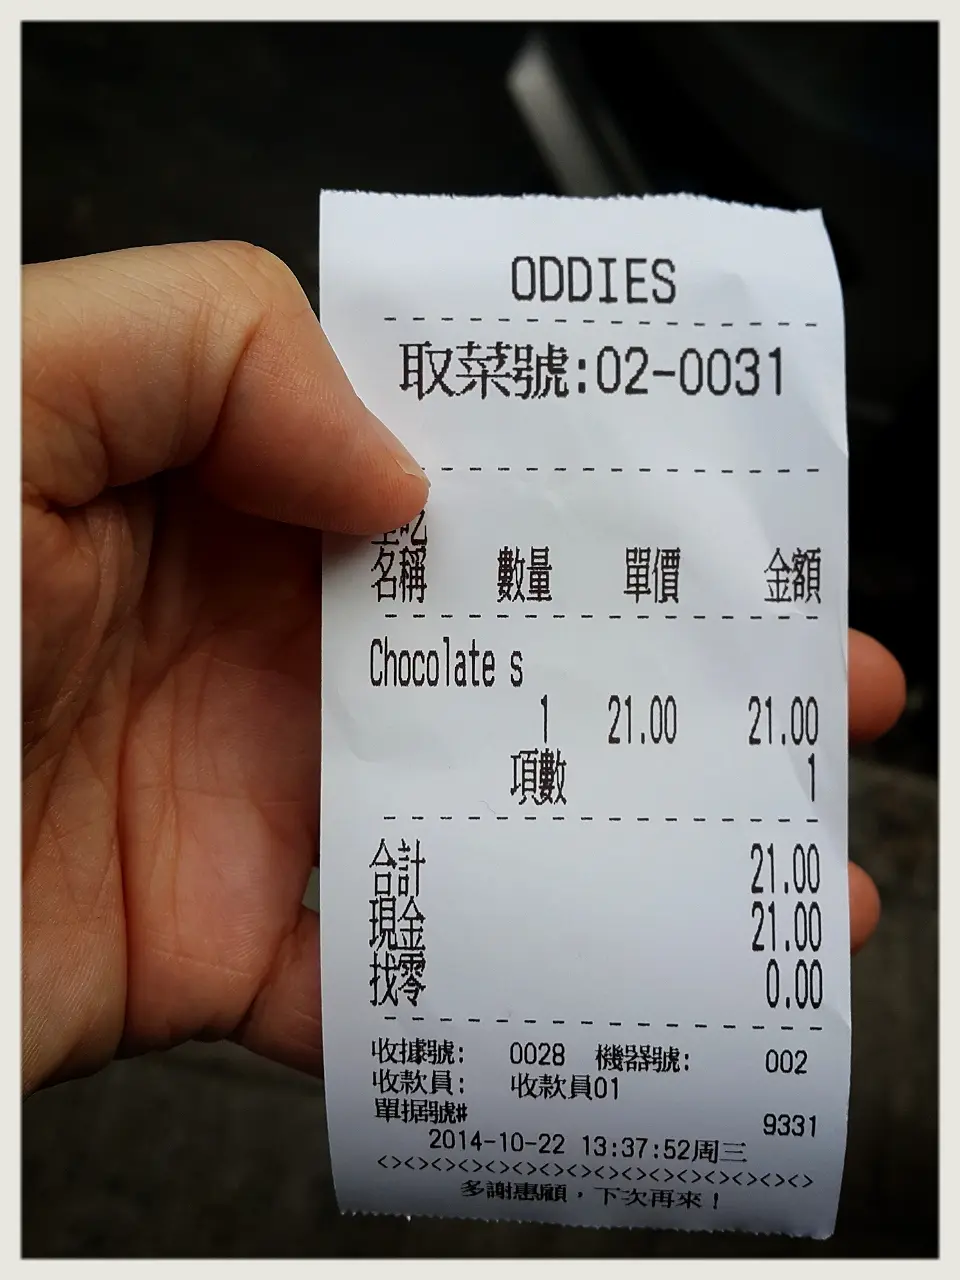 ODDIES
取菜號:02-0031
名稱 數量 單價 金額
Chocolate s
1 21.00 21.00
項數 1
合計 21.00
現金 21.00
找零 0.00
收據號: 0028 機器號: 002
收款員: 收款員01
單据號# 9331
2014-10-22 13:37:52周三
<><><><><><><><><><><><><><><><>
多謝惠顧，下次再來！